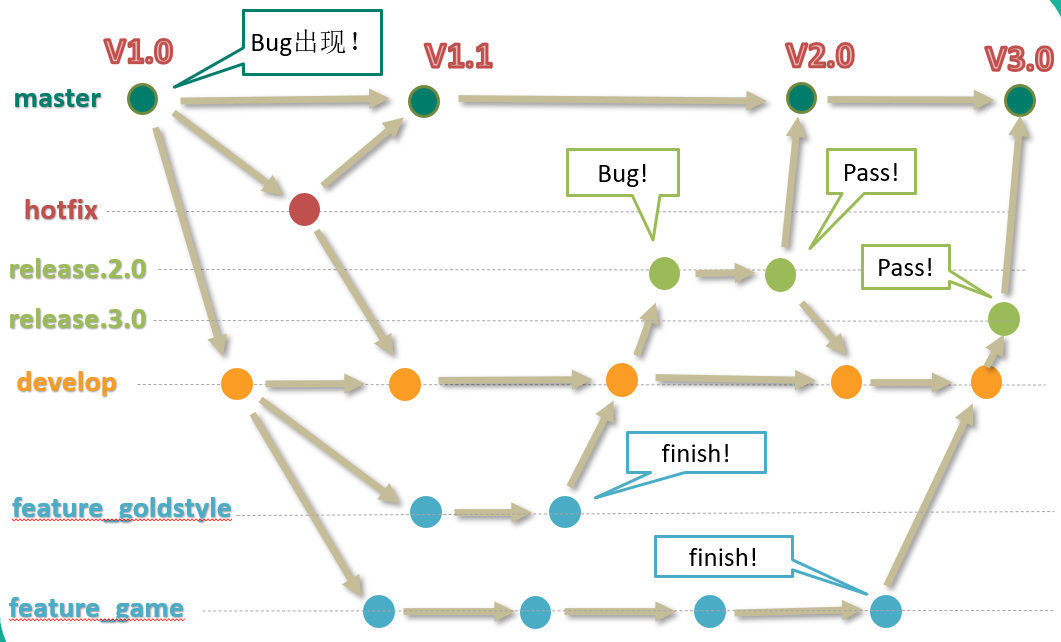 V1.0
Bug出现！
V1.1
V2.0
V3.0
master
Bug!
Pass!
hotfix
release.2.0
Pass!
release.3.0
develop
finish!
feature_goldstyle
finish!
feature_game